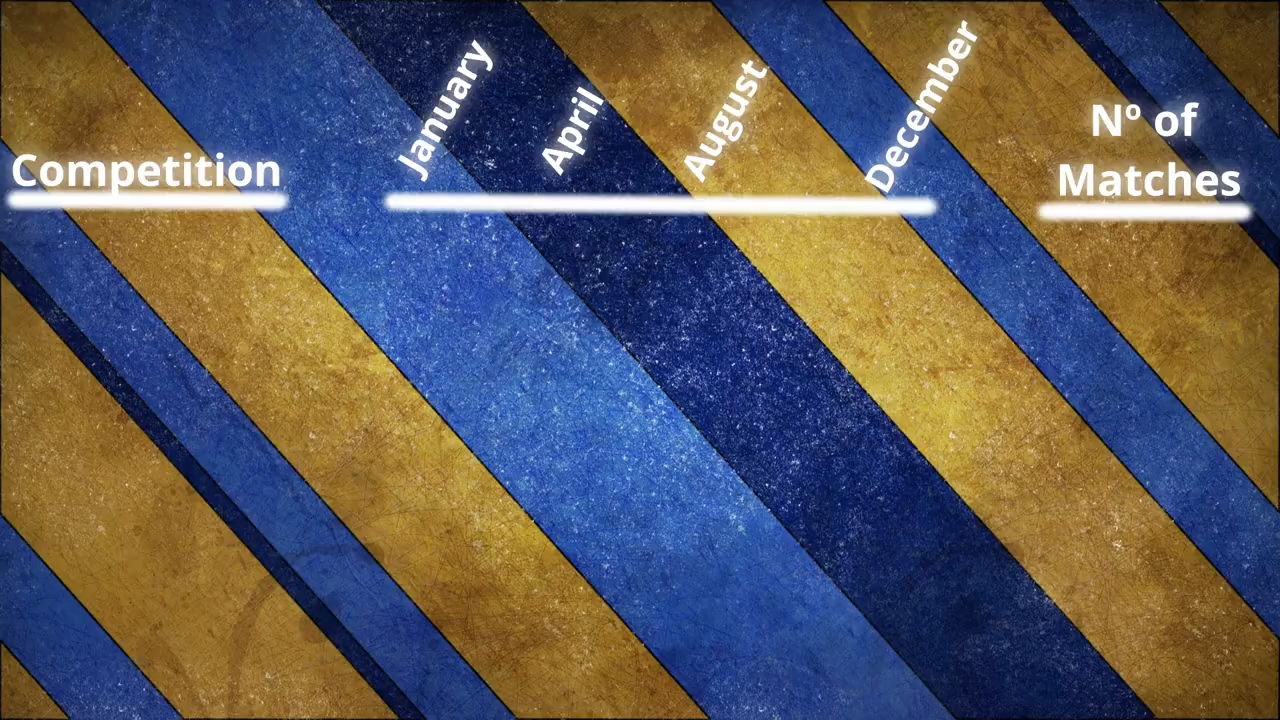 Competition
January
April
August
December
Nº of
Matches